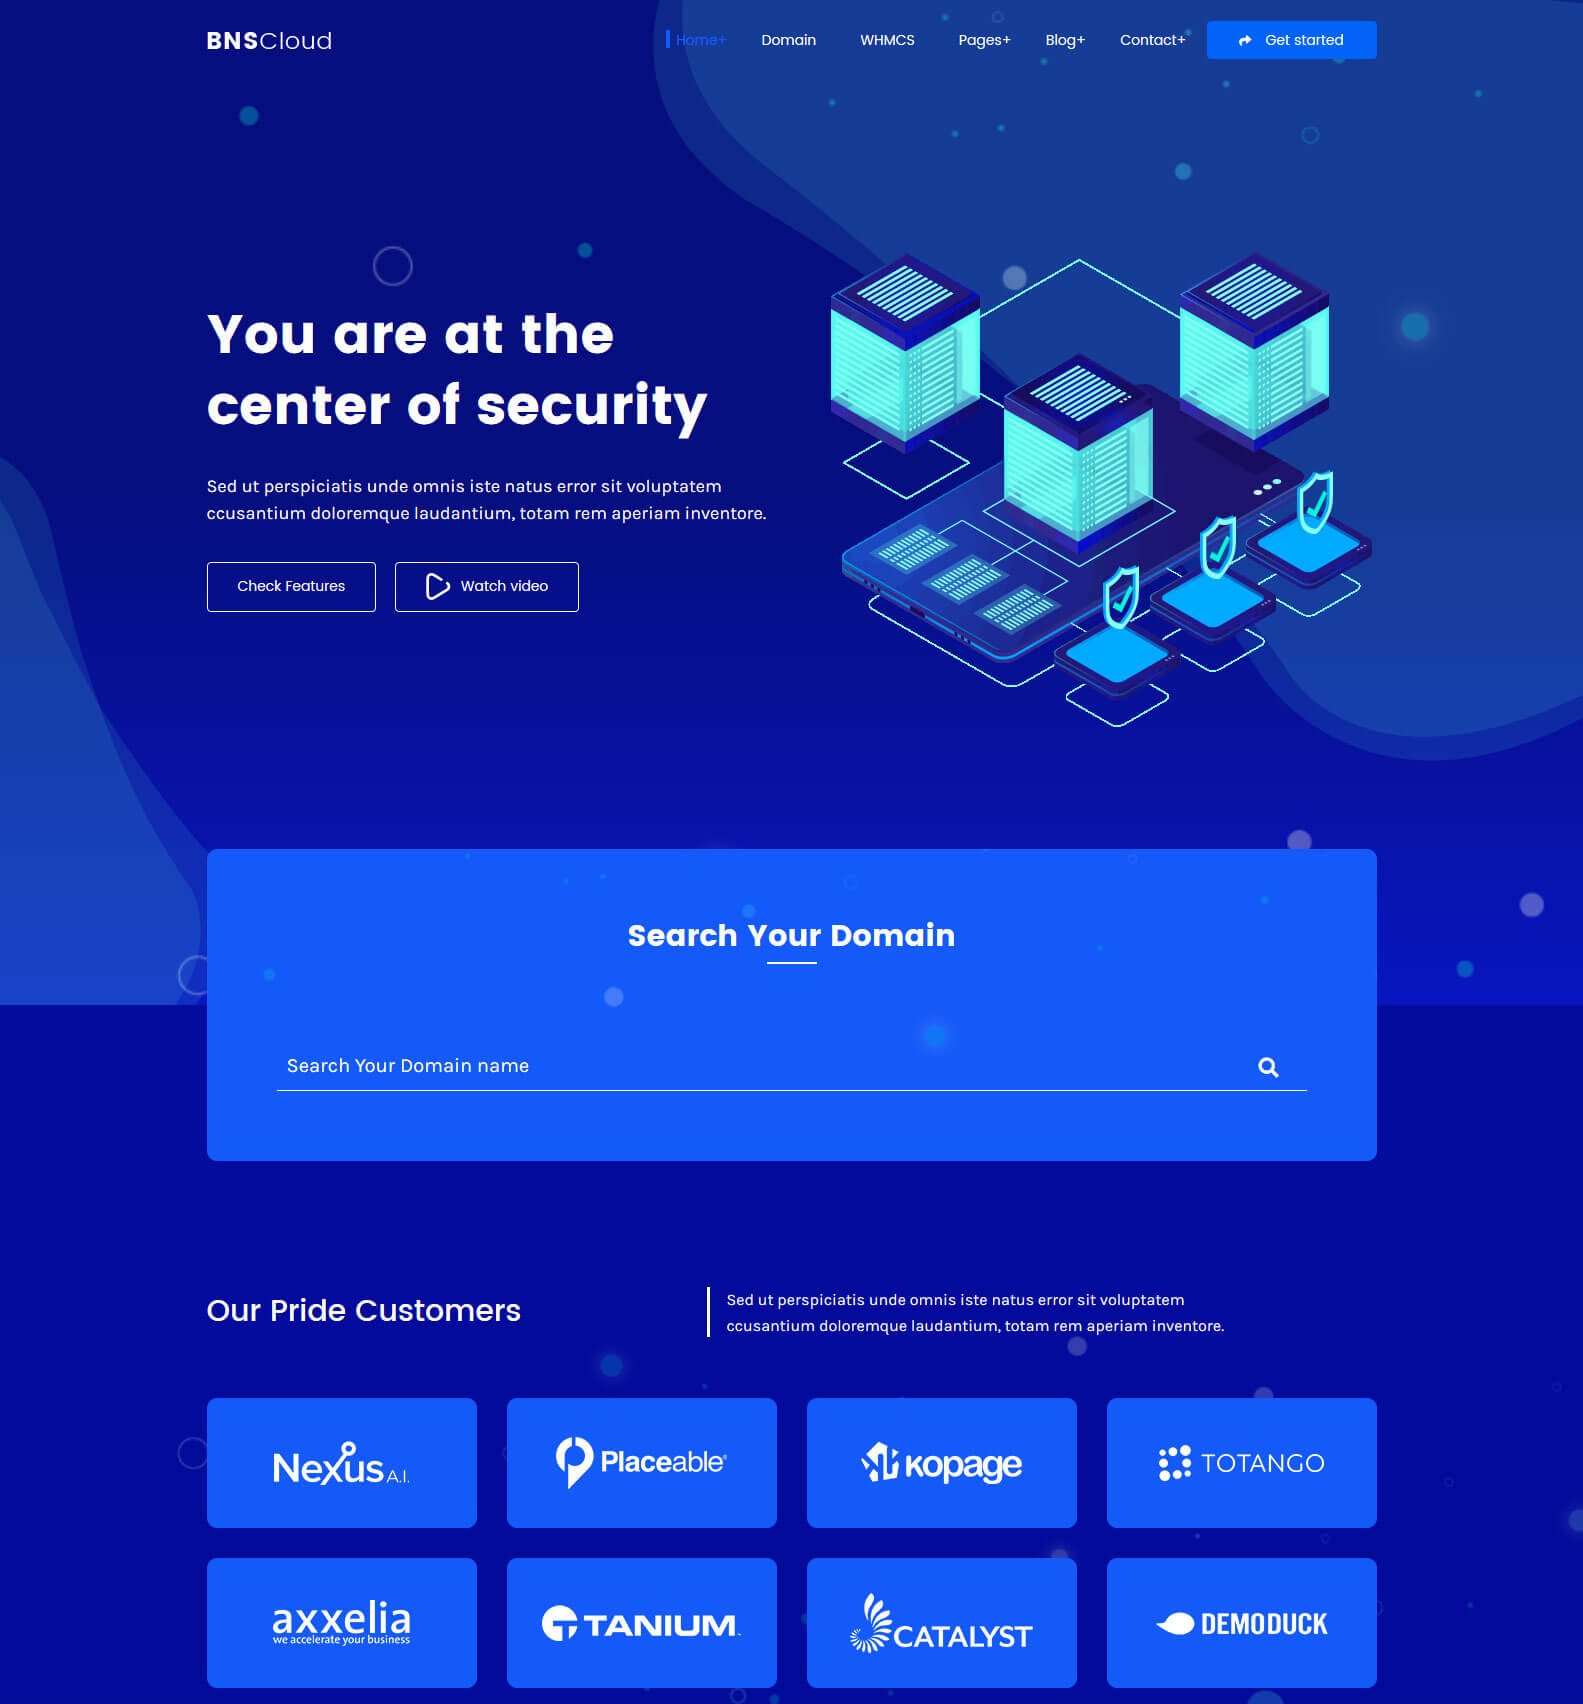 BNSCloud
Home+ Domain WHMCS Pages+ Blog+ Contact+ Get started
You are at the
center of security
Sed ut perspiciatis unde omnis iste natus error sit voluptatem
ccusantium doloremque laudantium, totam rem aperiam inventore.
Check Features Watch video
Search Your Domain
Search Your Domain name
Our Pride Customers
Sed ut perspiciatis unde omnis iste natus error sit voluptatem
ccusantium doloremque laudantium, totam rem aperiam inventore.
Nexus A.I.
Placeable®
Kopage
TOTANGO
axxelia
we accelerate your business
TANIUM™
CATALYST
DEMODUCK